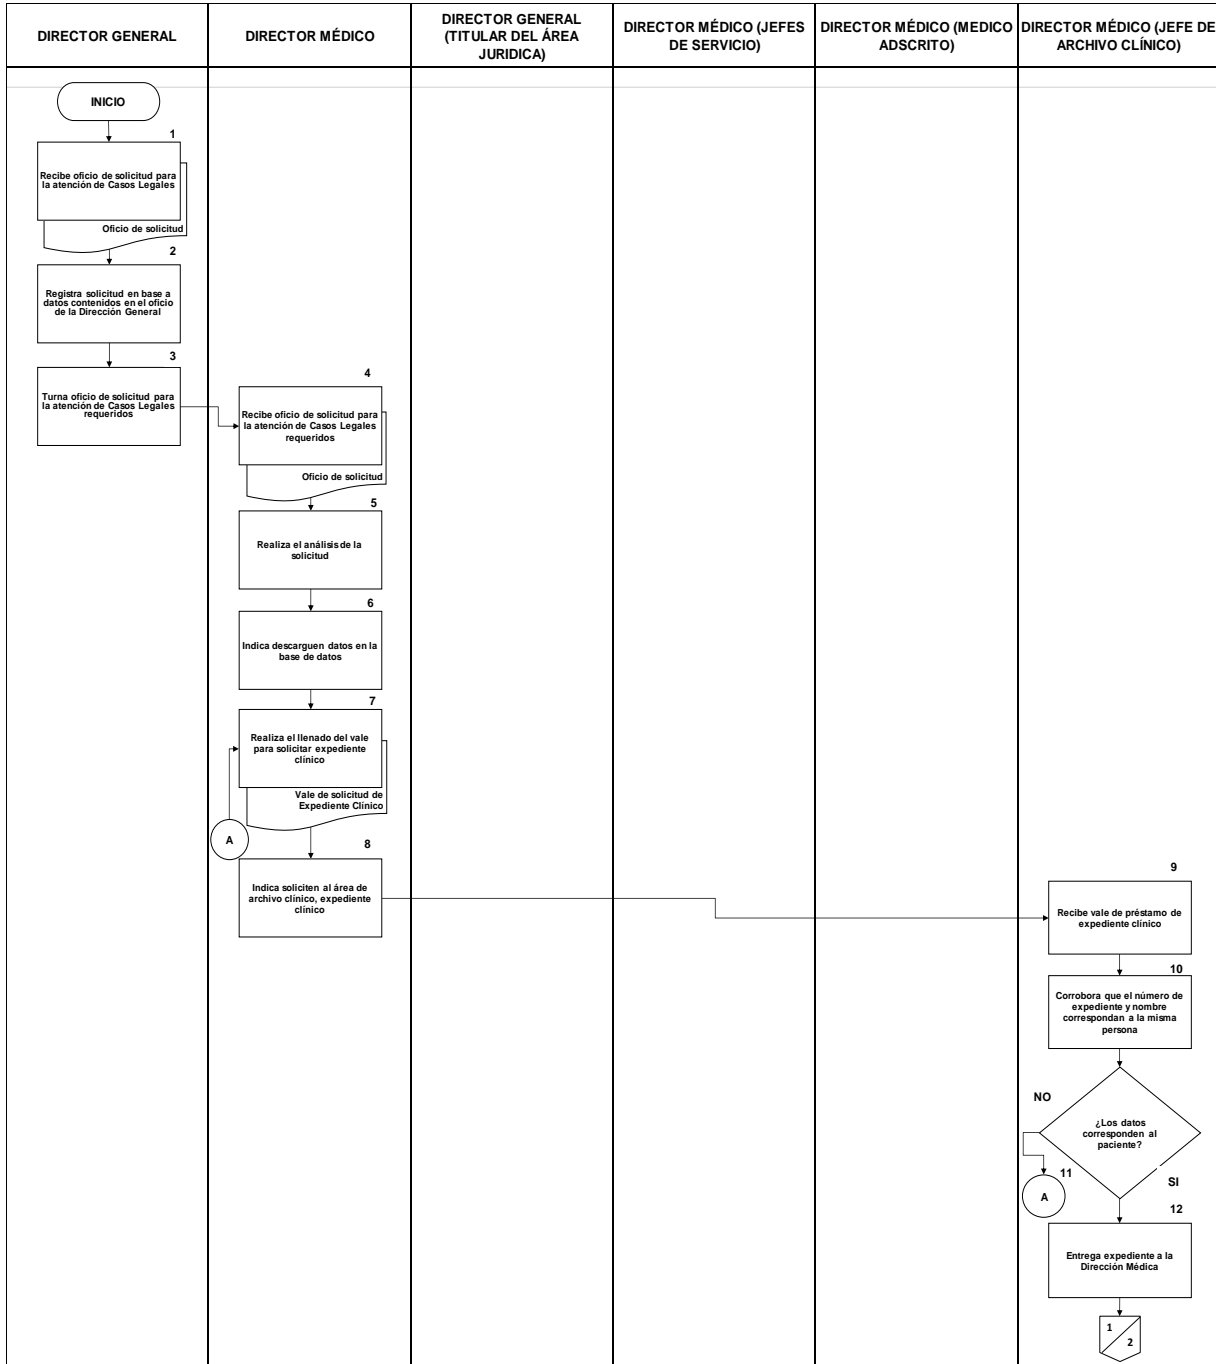 DIRECTOR GENERAL
DIRECTOR MÉDICO
DIRECTOR GENERAL
(TITULAR DEL ÁREA
JURIDICA)
DIRECTOR MÉDICO (JEFES
DE SERVICIO)
DIRECTOR MÉDICO (MEDICO
ADSCRITO)
DIRECTOR MÉDICO (JEFE DE
ARCHIVO CLÍNICO)
INICIO
1
Recibe oficio de solicitud para
la atención de Casos Legales
Oficio de solicitud
2
Registra solicitud en base a
datos contenidos en el oficio
de la Dirección General
3
Turna oficio de solicitud para
la atención de Casos Legales
requeridos
4
Recibe oficio de solicitud para
la atención de Casos Legales
requeridos
Oficio de solicitud
5
Realiza el análisis de la
solicitud
6
Indica descarguen datos en la
base de datos
7
Realiza el llenado del vale
para solicitar expediente
clínico
Vale de solicitud de
Expediente Clínico
A
8
Indica soliciten al área de
archivo clínico, expediente
clínico
9
Recibe vale de préstamo de
expediente clínico
10
Corrobora que el número de
expediente y nombre
correspondan a la misma
persona
NO
¿Los datos
corresponden al
paciente?
11
A
SI
12
Entrega expediente a la
Dirección Médica
1
2